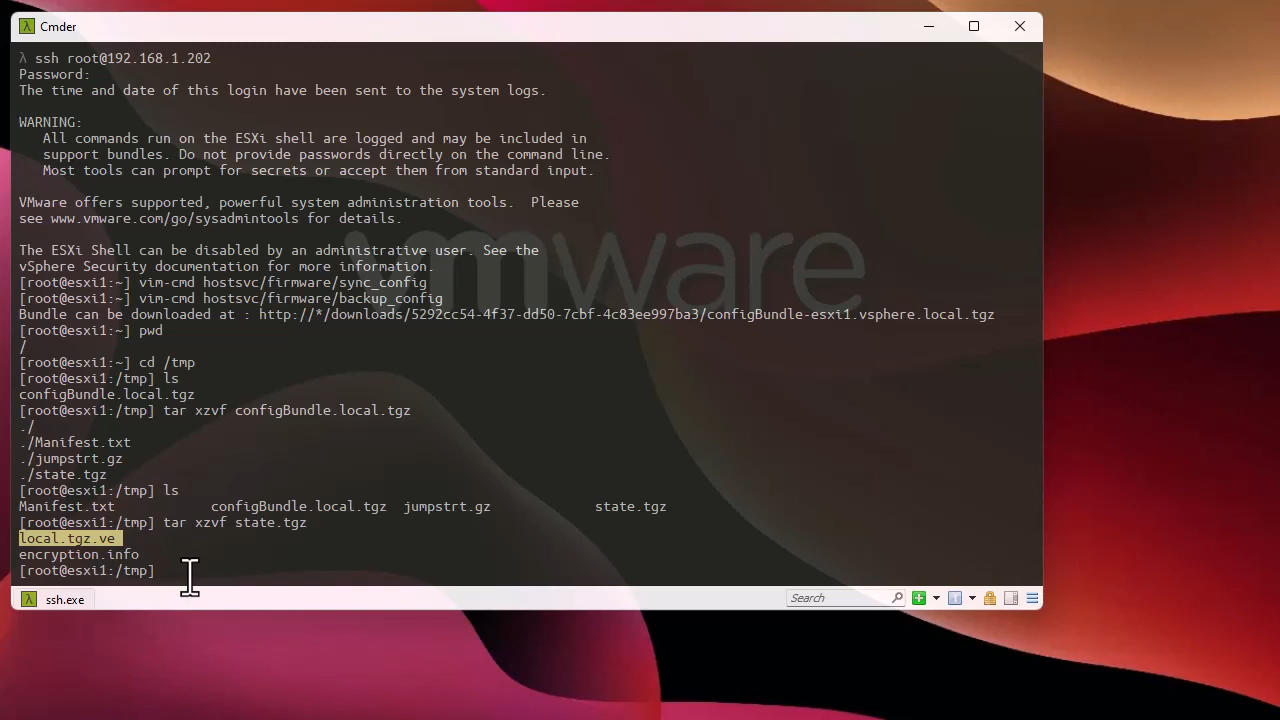 Cmder
λ ssh root@192.168.1.202
Password:
The time and date of this login have been sent to the system logs.
WARNING:
All commands run on the ESXi shell are logged and may be included in
support bundles. Do not provide passwords directly on the command line.
Most tools can prompt for secrets or accept them from standard input.
VMware offers supported, powerful system administration tools.  Please
see www.vmware.com/go/sysadmintools for details.
The ESXi Shell can be disabled by an administrative user. See the
vSphere Security documentation for more information.
vmware
[root@esxi1:~] vim-cmd hostsvc/firmware/sync_config
[root@esxi1:~] vim-cmd hostsvc/firmware/backup_config
Bundle can be downloaded at : http://*/downloads/5292cc54-4f37-dd50-7cbf-4c83ee997ba3/configBundle-esxi1.vsphere.local.tgz
[root@esxi1:~] pwd
/
[root@esxi1:~] cd /tmp
[root@esxi1:/tmp] ls
configBundle.local.tgz
[root@esxi1:/tmp] tar xzvf configBundle.local.tgz
./
./Manifest.txt
./jumpstrt.gz
./state.tgz
[root@esxi1:/tmp] ls
Manifest.txt            configBundle.local.tgz  jumpstrt.gz             state.tgz
[root@esxi1:/tmp] tar xzvf state.tgz
local.tgz.ve
encryption.info
[root@esxi1:/tmp]
λ ssh.exe
Search